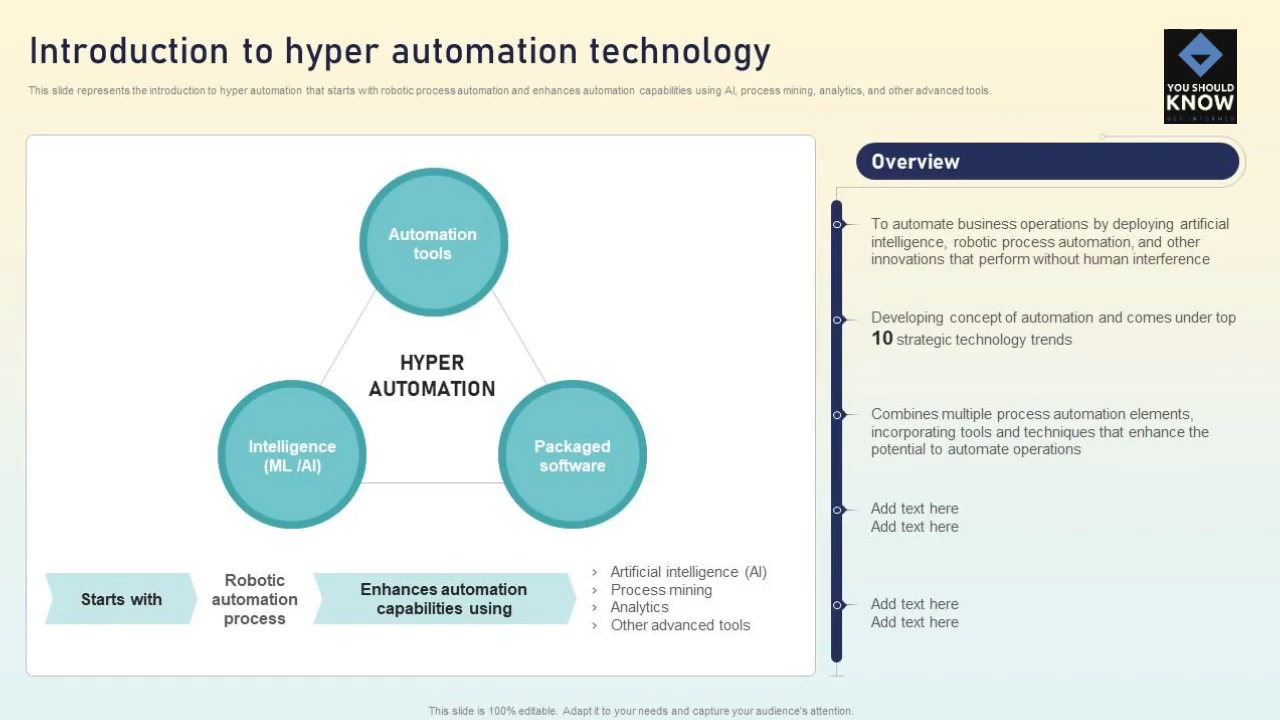 Introduction to hyper automation technology
This slide represents the introduction to hyper automation that starts with robotic process automation and enhances automation capabilities using AI, process mining, analytics, and other advanced tools.
YOU SHOULD
KNOW
GET INFORMED
Automation
tools
HYPER
AUTOMATION
Intelligence
(ML /AI)
Packaged
software
Starts with
Robotic
automation
process
Enhances automation
capabilities using
› Artificial intelligence (AI)
› Process mining
› Analytics
› Other advanced tools
Overview
To automate business operations by deploying artificial
intelligence, robotic process automation, and other
innovations that perform without human interference
Developing concept of automation and comes under top
10 strategic technology trends
Combines multiple process automation elements,
incorporating tools and techniques that enhance the
potential to automate operations
Add text here
Add text here
Add text here
Add text here
This slide is 100% editable. Adapt it to your needs and capture your audience's attention.